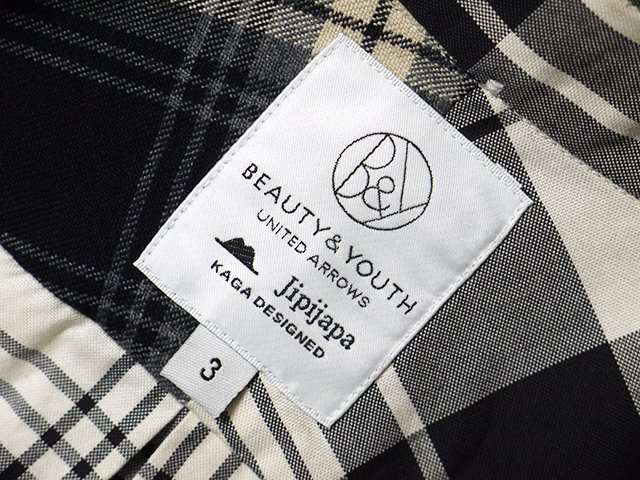 B&Y
BEAUTY & YOUTH
UNITED ARROWS
Jipijapa
KAGA DESIGNED
3